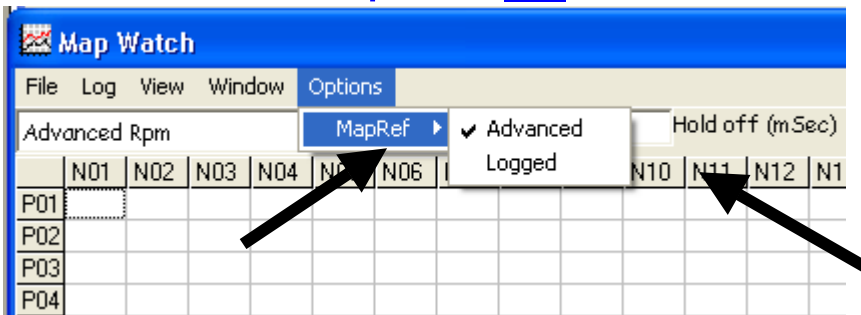 Map Watch
File Log View Window Options
Advanced Rpm MapRef Advanced Hold off (mSec)
Logged
N01 N02 N03 N04 N06 N10 N11 N12 N1
P01
P02
P03
P04